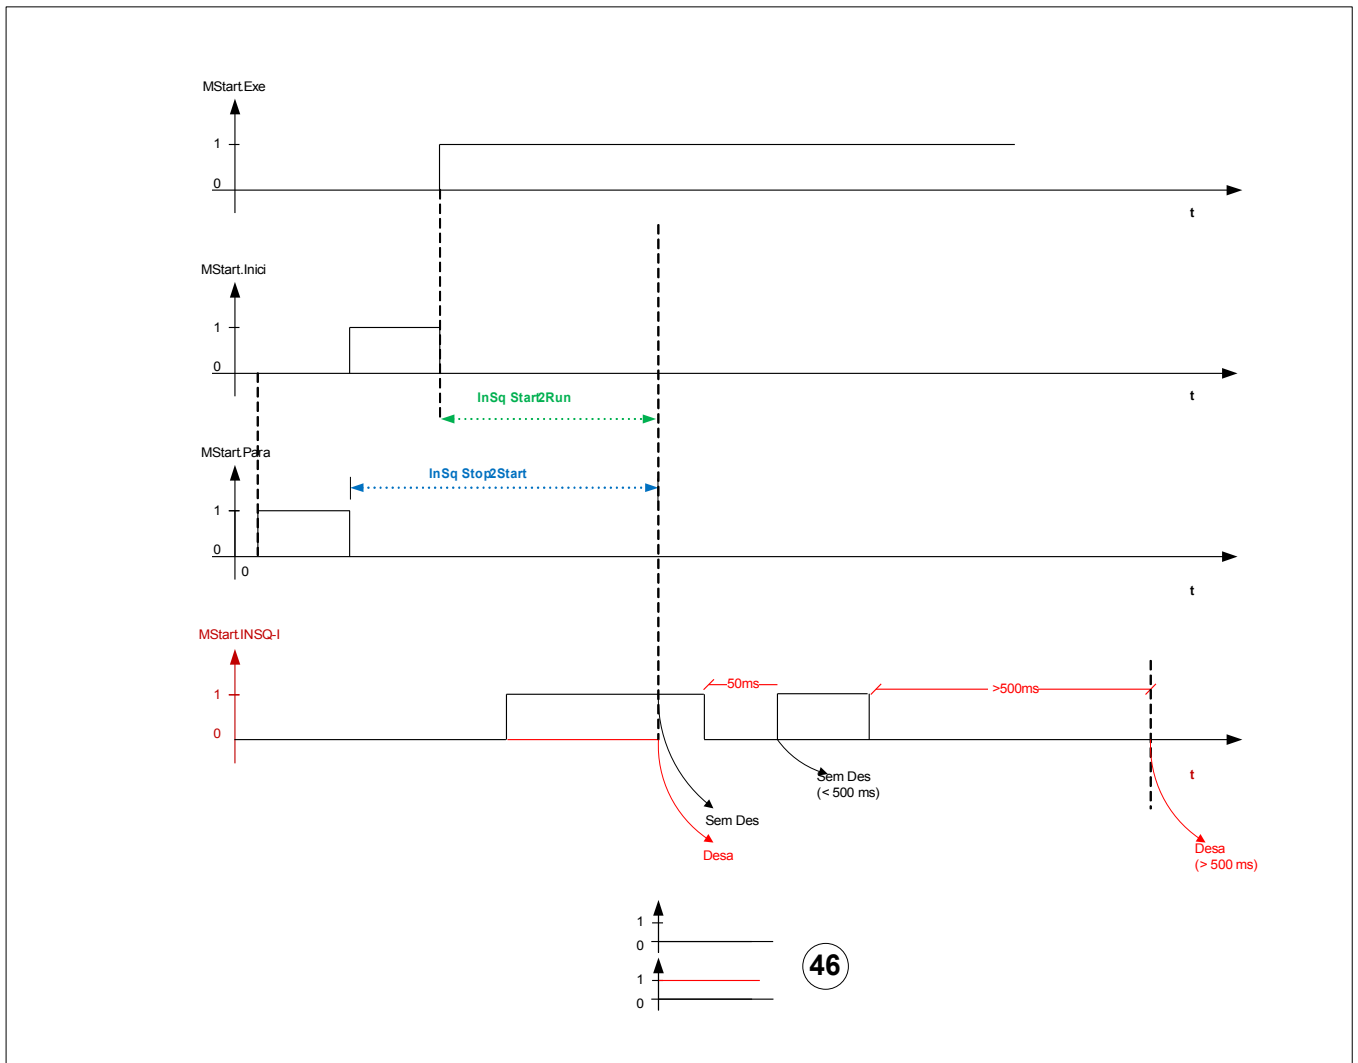 MStart.Exe
1
0
t
MStart.Inici
1
0
t
InSq Start2Run
MStart.Para
InSq Stop2Start
1
0
0
t
MStart.INSQ-I
50ms
>500ms
1
0
t
Sem Des
(< 500 ms)
Sem Des
Desa
Desa
(> 500 ms)
1
0
46
1
0